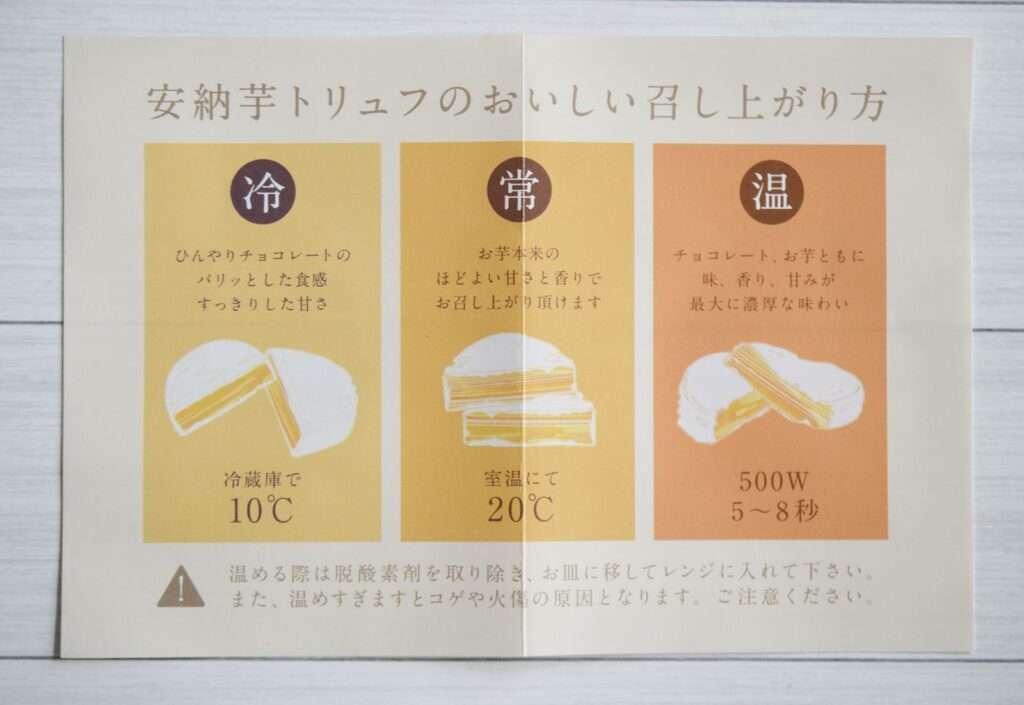 安納芋トリュフのおいしい召し上がり方
冷
ひんやりチョコレートの
パリッとした食感
すっきりした甘さ
冷蔵庫で
10℃
常
お芋本来の
ほどよい甘さと香りで
お召し上がり頂けます
室温にて
20℃
温
チョコレート、お芋ともに
味、香り、甘みが
最大に濃厚な味わい
500W
5〜8秒
温める際は脱酸素剤を取り除き、お皿に移してレンジに入れて下さい。
また、温めすぎますとコゲや火傷の原因となります。ご注意ください。